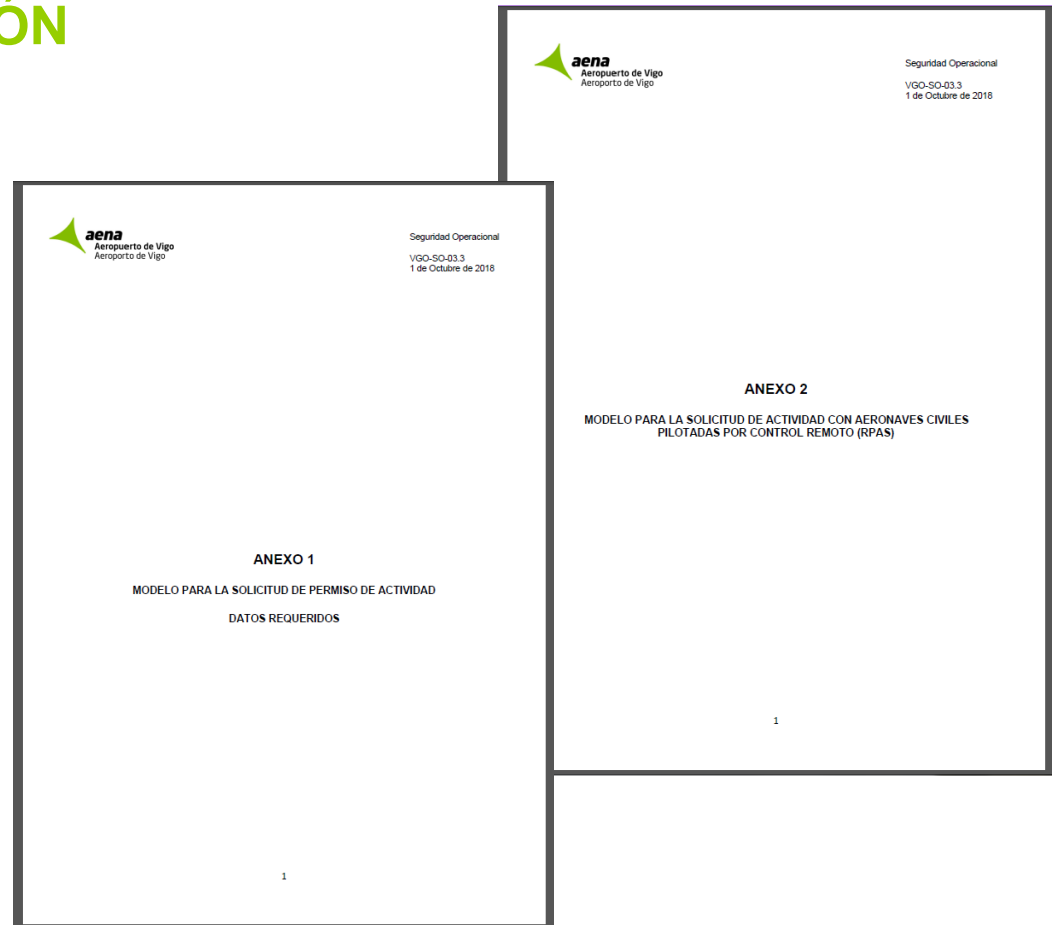 ÓN
aena
Aeropuerto de Vigo
Aeroporto de Vigo
Seguridad Operacional
VGO-SO-03.3
1 de Octubre de 2018
ANEXO 2
MODELO PARA LA SOLICITUD DE ACTIVIDAD CON AERONAVES CIVILES
PILOTADAS POR CONTROL REMOTO (RPAS)
1
aena
Aeropuerto de Vigo
Aeroporto de Vigo
Seguridad Operacional
VGO-SO-03.3
1 de Octubre de 2018
ANEXO 1
MODELO PARA LA SOLICITUD DE PERMISO DE ACTIVIDAD
DATOS REQUERIDOS
1